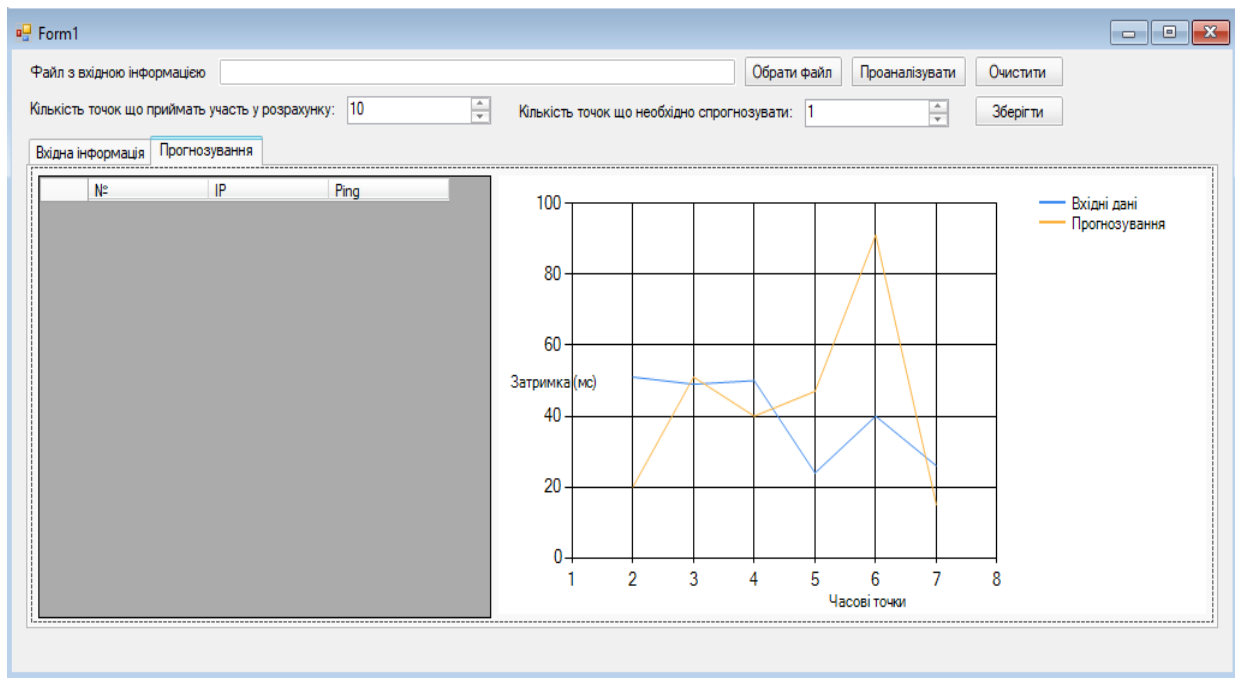 Form1
Файл з вхідною інформацією Обрати файл Проаналізувати Очистити
Кількість точок що приймать участь у розрахунку: 10 Кількість точок що необхідно спрогнозувати: 1 Зберігти
Вхідна інформація Прогнозування
№ IP Ping
100
80
60
40
20
0
Затримка (мс)
1 2 3 4 5 6 7 8
Часові точки
Вхідні дані
Прогнозування